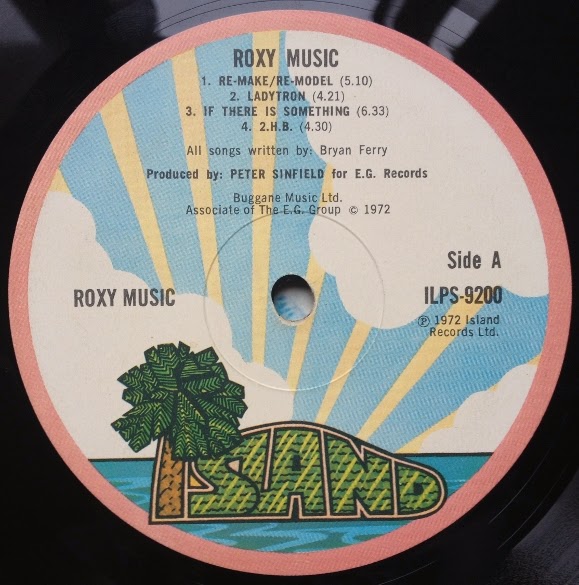 ROXY MUSIC
1. RE-MAKE/RE-MODEL (5.10)
2. LADYTRON (4.21)
3. IF THERE IS SOMETHING (6.33)
4. 2.H.B. (4.30)
All songs written by: Bryan Ferry
Produced by: PETER SINFIELD for E.G. Records
Buggane Music Ltd.
Associate of The E.G. Group © 1972
Side A
ROXY MUSIC
ILPS-9200
℗ 1972 Island
Records Ltd.
ISLAND